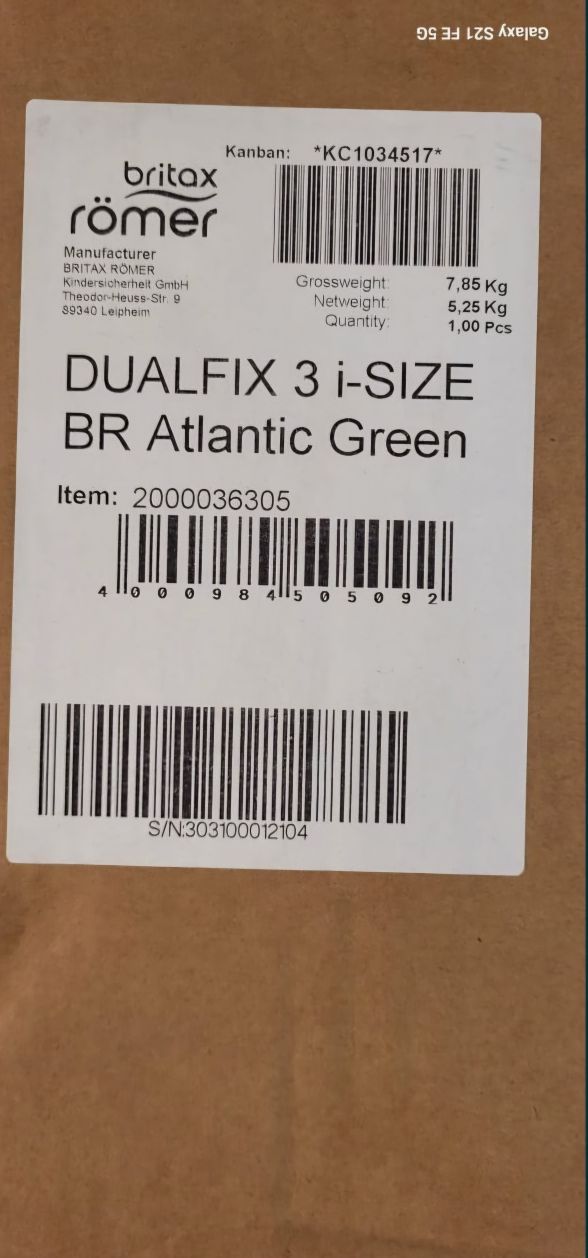 Galaxy S21 FE 5G
Kanban: *KC1034517*
britax
römer
Manufacturer
BRITAX RÖMER
Kindersicherheit GmbH
Theodor-Heuss-Str. 9
89340 Leipheim
Grossweight: 7,85 Kg
Netweight: 5,25 Kg
Quantity: 1,00 Pcs
DUALFIX 3 i-SIZE
BR Atlantic Green
Item: 2000036305
4 000984 505092
S/N:303100012104